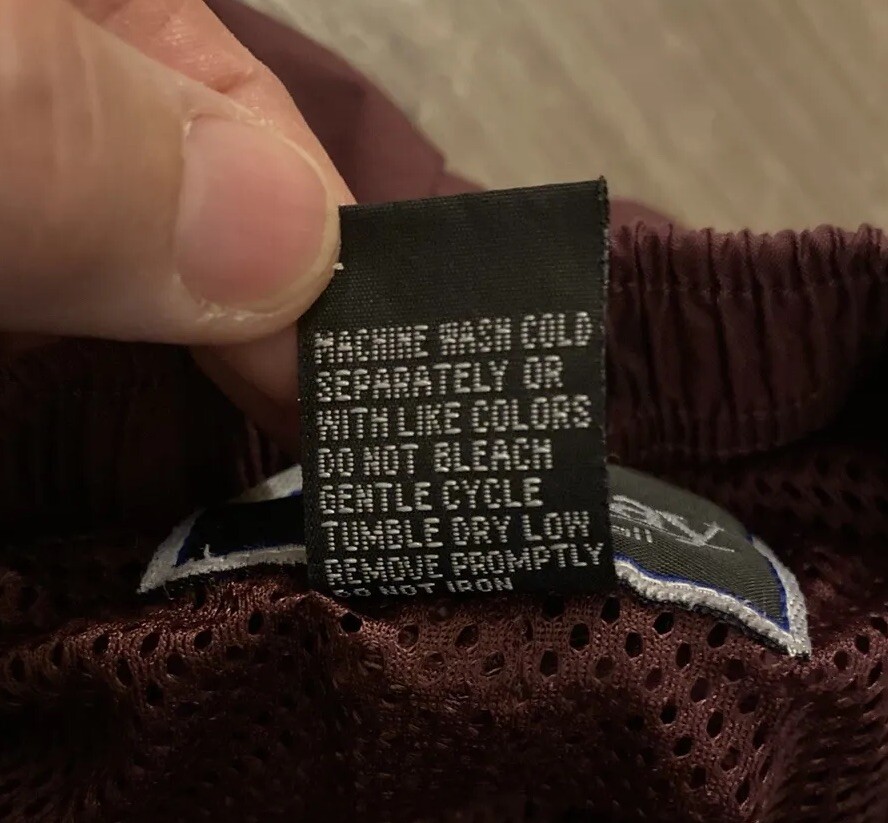 MACHINE WASH COLD
SEPARATELY OR
WITH LIKE COLORS
DO NOT BLEACH
GENTLE CYCLE
TUMBLE DRY LOW
REMOVE PROMPTLY
DO NOT IRON